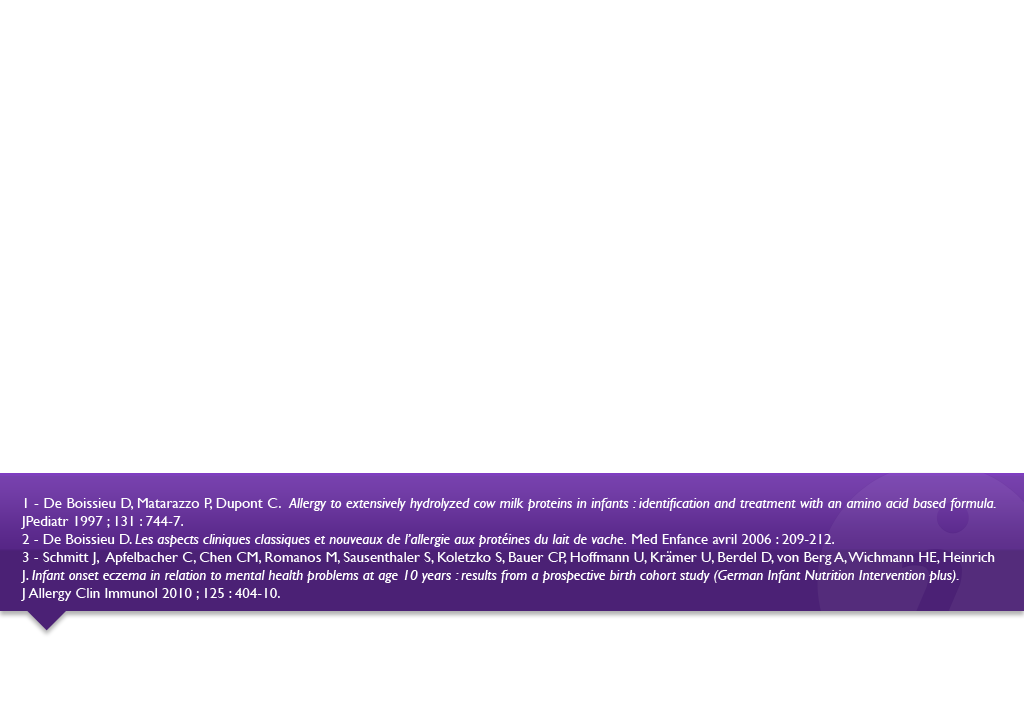 1 - De Boissieu D, Matarazzo P, Dupont C. Allergy to extensively hydrolyzed cow milk proteins in infants : identification and treatment with an amino acid based formula.
JPediatr 1997 ; 131 : 744-7.
2 - De Boissieu D. Les aspects cliniques classiques et nouveaux de l'allergie aux protéines du lait de vache. Med Enfance avril 2006 : 209-212.
3 - Schmitt J, Apfelbacher C, Chen CM, Romanos M, Sausenthaler S, Koletzko S, Bauer CP, Hoffmann U, Krämer U, Berdel D, von Berg A, Wichmann HE, Heinrich
J. Infant onset eczema in relation to mental health problems at age 10 years : results from a prospective birth cohort study (German Infant Nutrition Intervention plus).
J Allergy Clin Immunol 2010 ; 125 : 404-10.